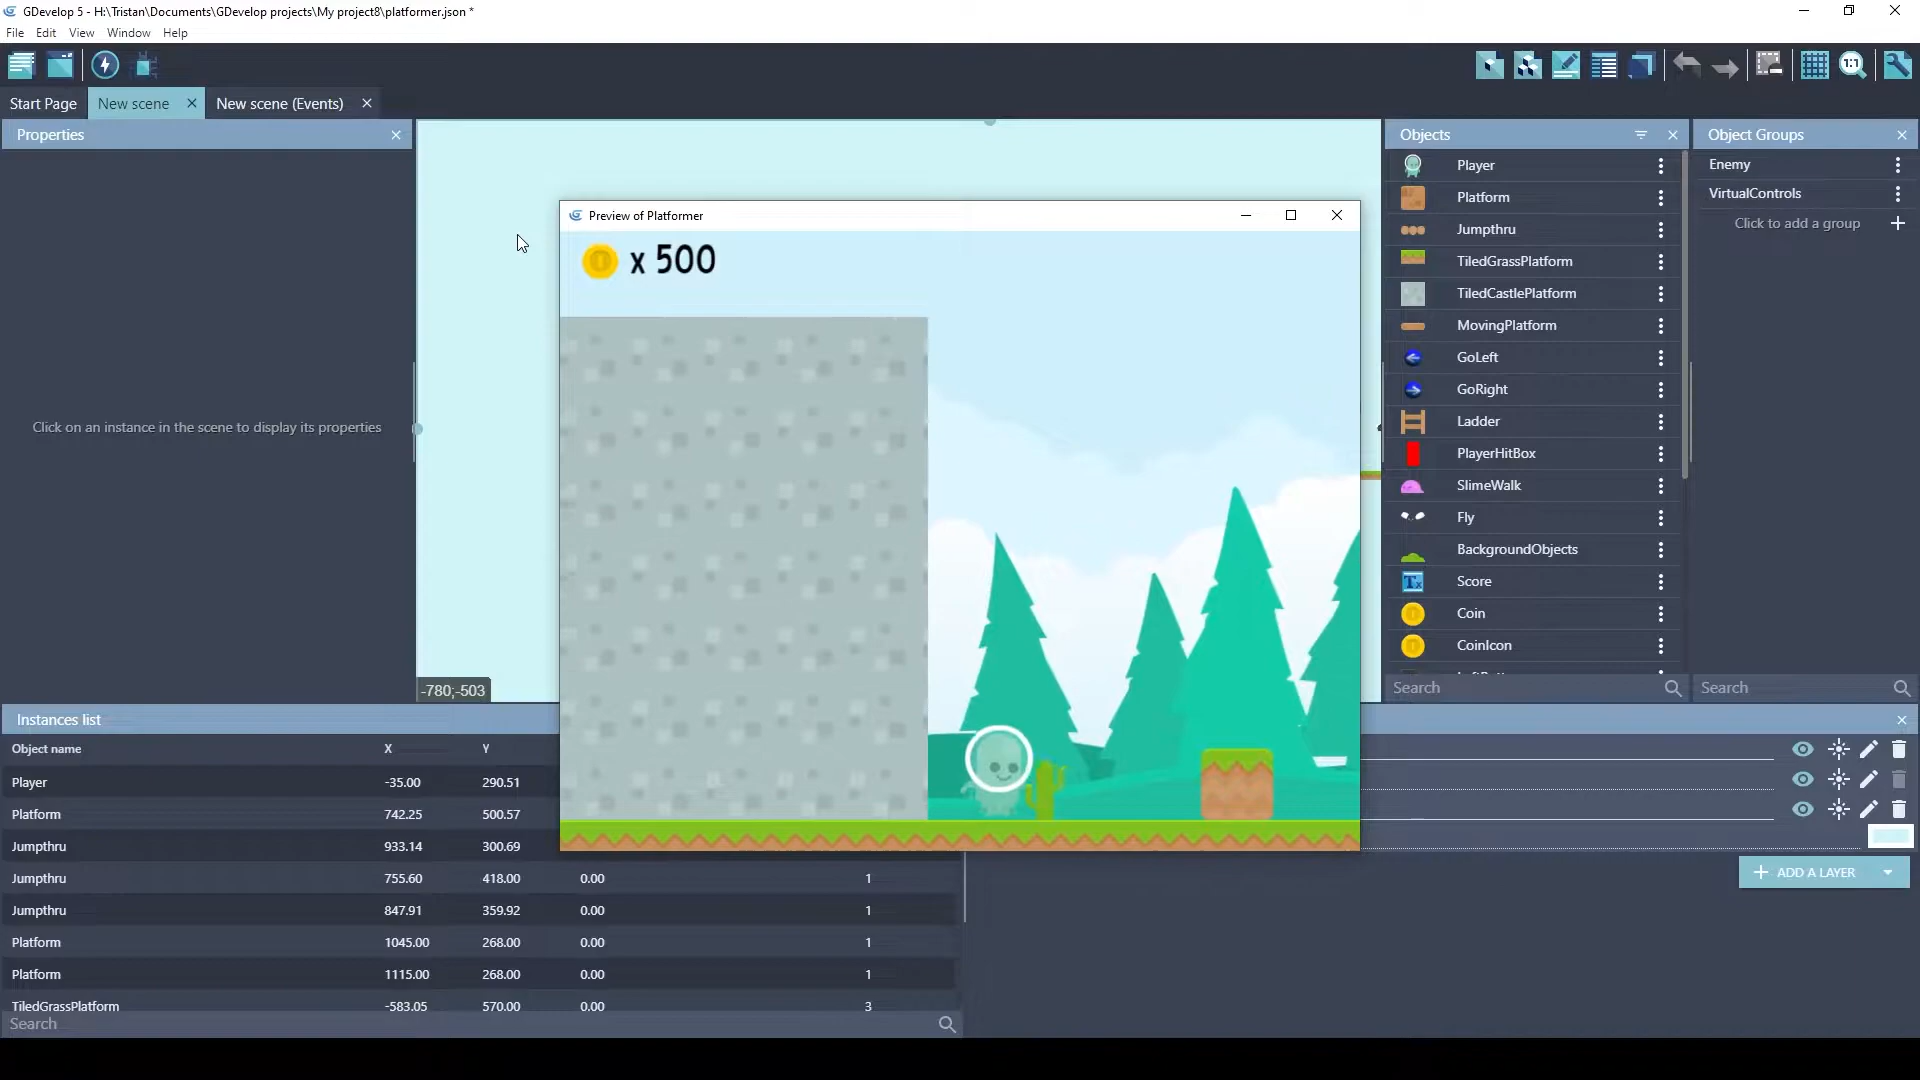 GDevelop 5 - H:\Tristan\Documents\GDevelop projects\My project8\platformer.json *
File Edit View Window Help
1:1
Start Page
New scene
New scene (Events)
Properties
Click on an instance in the scene to display its properties
-780;-503
Preview of Platformer
x 500
Objects
Player
Platform
Jumpthru
TiledGrassPlatform
TiledCastlePlatform
MovingPlatform
GoLeft
GoRight
Ladder
PlayerHitBox
SlimeWalk
Fly
BackgroundObjects
Tx Score
Coin
CoinIcon
Search
Object Groups
Enemy
VirtualControls
Click to add a group
Search
Instances list
Object name X Y
Player -35.00 290.51
Platform 742.25 500.57
Jumpthru 933.14 300.69
Jumpthru 755.60 418.00 0.00 1
Jumpthru 847.91 359.92 0.00 1
Platform 1045.00 268.00 0.00 1
Platform 1115.00 268.00 0.00 1
TiledGrassPlatform -583.05 570.00 0.00 3
Search
ADD A LAYER